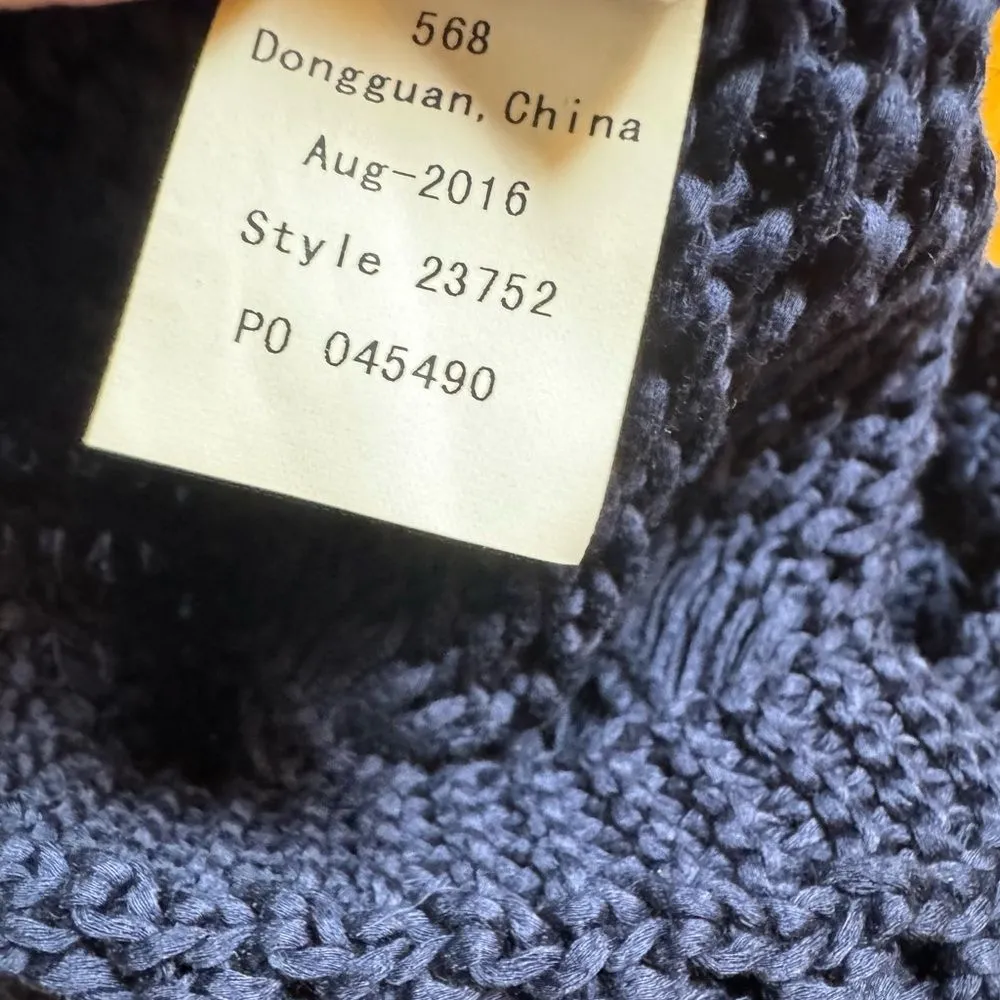 568
Dongguan, China
Aug-2016
Style 23752
PO 045490